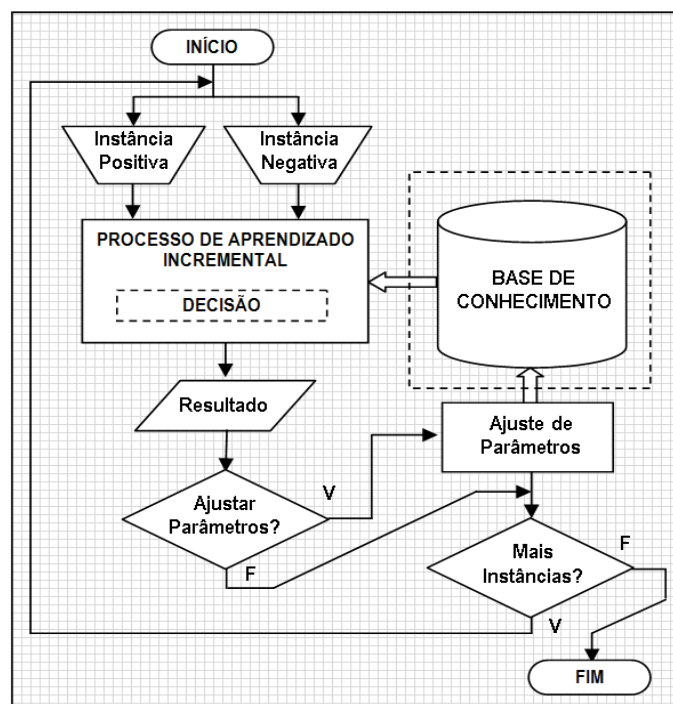 INÍCIO
Instância
Positiva
Instância
Negativa
PROCESSO DE APRENDIZADO
INCREMENTAL
DECISÃO
BASE DE
CONHECIMENTO
Resultado
Ajuste de
Parâmetros
Ajustar
Parâmetros?
V
F
Mais
Instâncias?
F
V
FIM